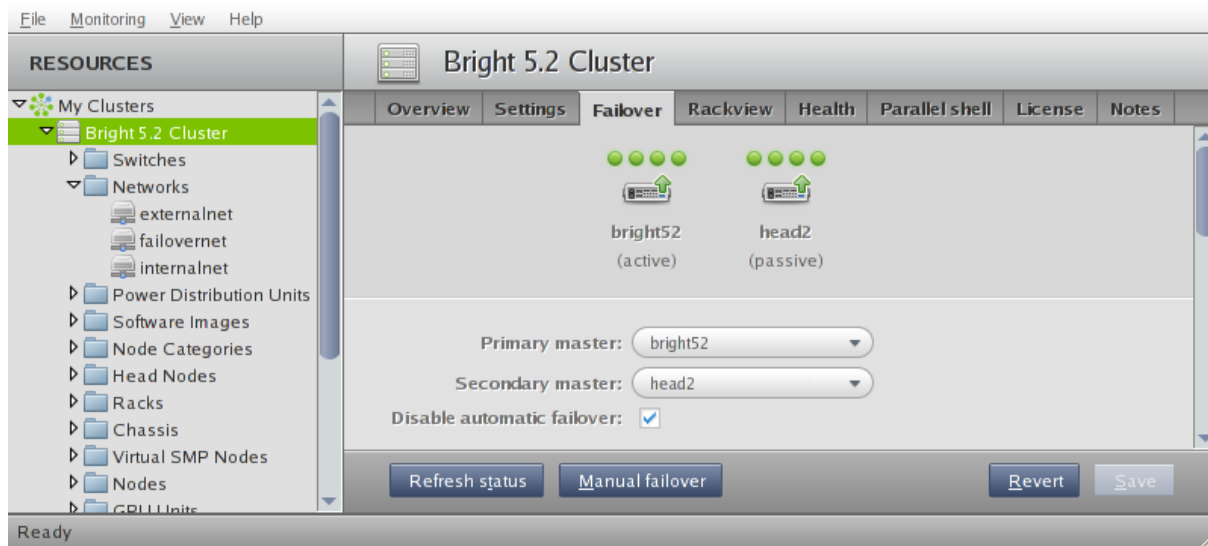 File Monitoring View Help
RESOURCES
My Clusters
Bright 5.2 Cluster
Switches
Networks
externalnet
failovernet
internalnet
Power Distribution Units
Software Images
Node Categories
Head Nodes
Racks
Chassis
Virtual SMP Nodes
Nodes
GPU Units
Bright 5.2 Cluster
Overview Settings Failover Rackview Health Parallel shell License Notes
bright52 head2
(active) (passive)
Primary master: bright52
Secondary master: head2
Disable automatic failover:
Refresh status Manual failover Revert Save
Ready